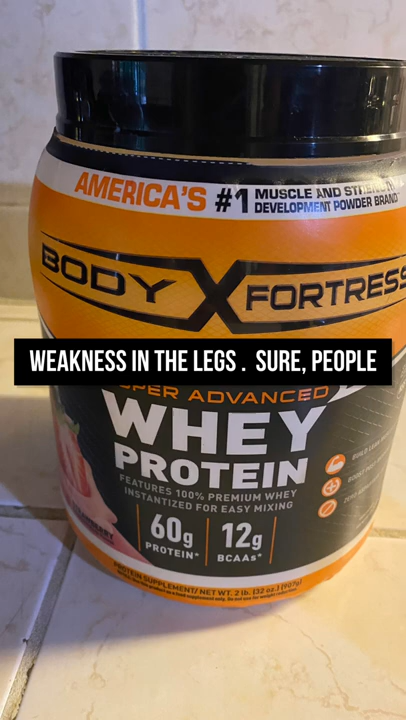 AMERICA'S #1 MUSCLE AND STRENGTH
DEVELOPMENT POWDER BRAND*
BODY FORTRESS
WEAKNESS IN THE LEGS . SURE, PEOPLE
SUPER ADVANCED
WHEY
PROTEIN
FEATURES 100% PREMIUM WHEY
INSTANTIZED FOR EASY MIXING
60g
PROTEIN*
12g
BCAAs*
PROTEIN SUPPLEMENT/ NET WT. 2 lb. (32 oz.) (907g)